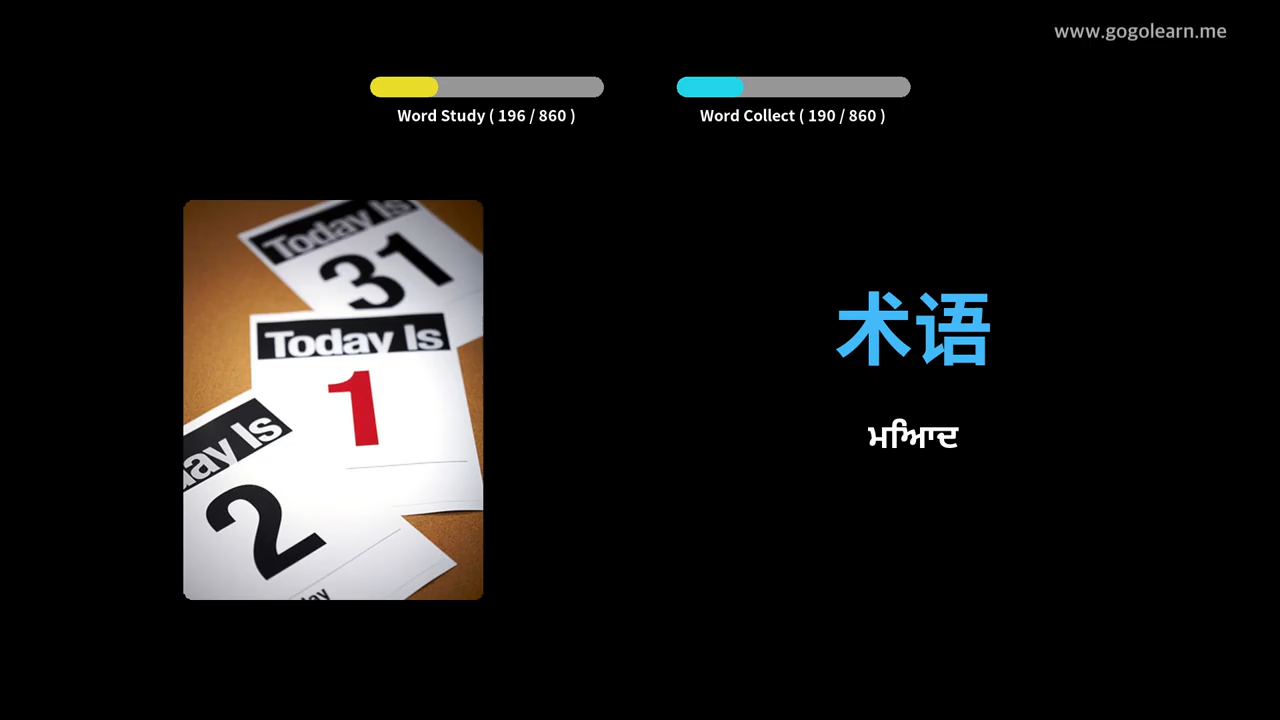 www.gogolearn.me
Word Study ( 196 / 860 )
Word Collect ( 190 / 860 )
Today Is
31
Today Is
1
ay Is
2
ay
术语
ਮਿਆਦ